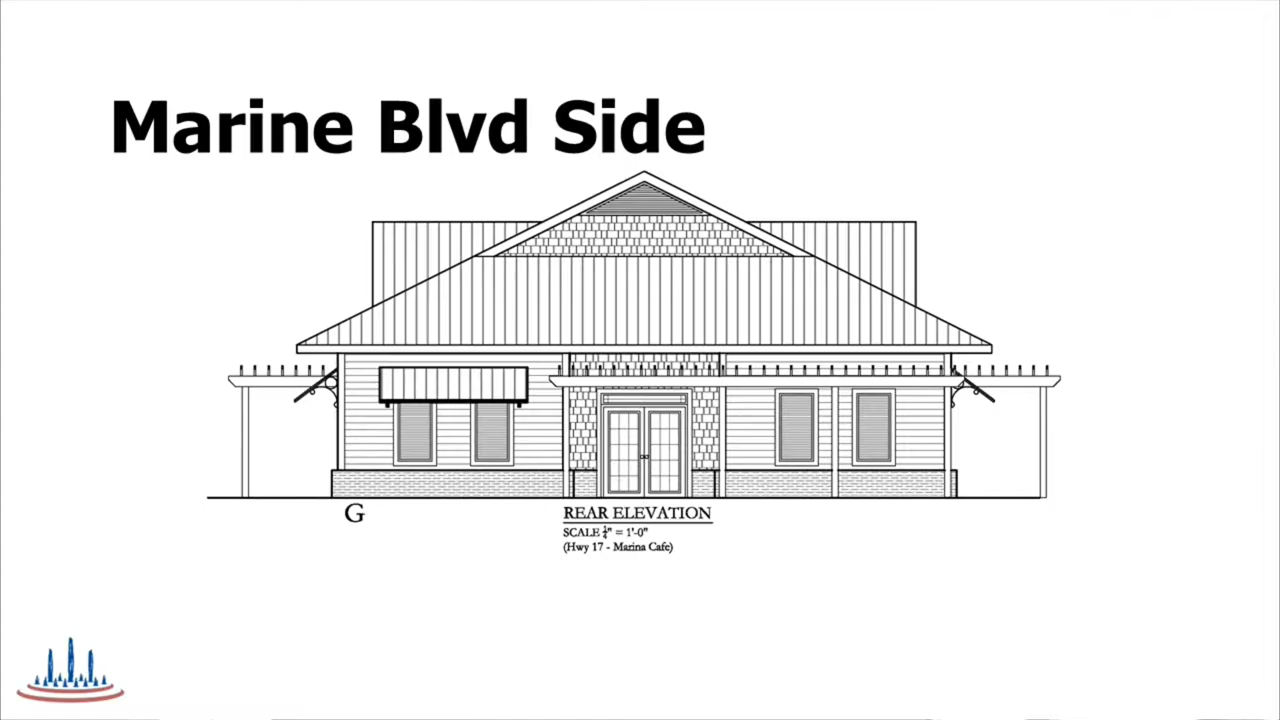 Marine Blvd Side
G
REAR ELEVATION
SCALE ¼" = 1'-0"
(Hwy 17 - Marina Cafe)